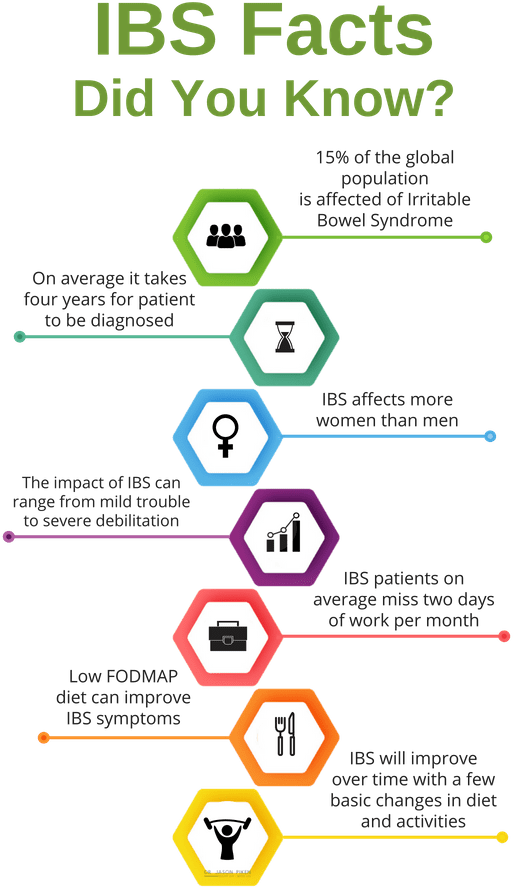 IBS Facts
Did You Know?
15% of the global
population
is affected of Irritable
Bowel Syndrome
On average it takes
four years for patient
to be diagnosed
IBS affects more
women than men
The impact of IBS can
range from mild trouble
to severe debilitation
IBS patients on
average miss two days
of work per month
Low FODMAP
diet can improve
IBS symptoms
IBS will improve
over time with a few
basic changes in diet
and activities
DR. JASON PIKEN